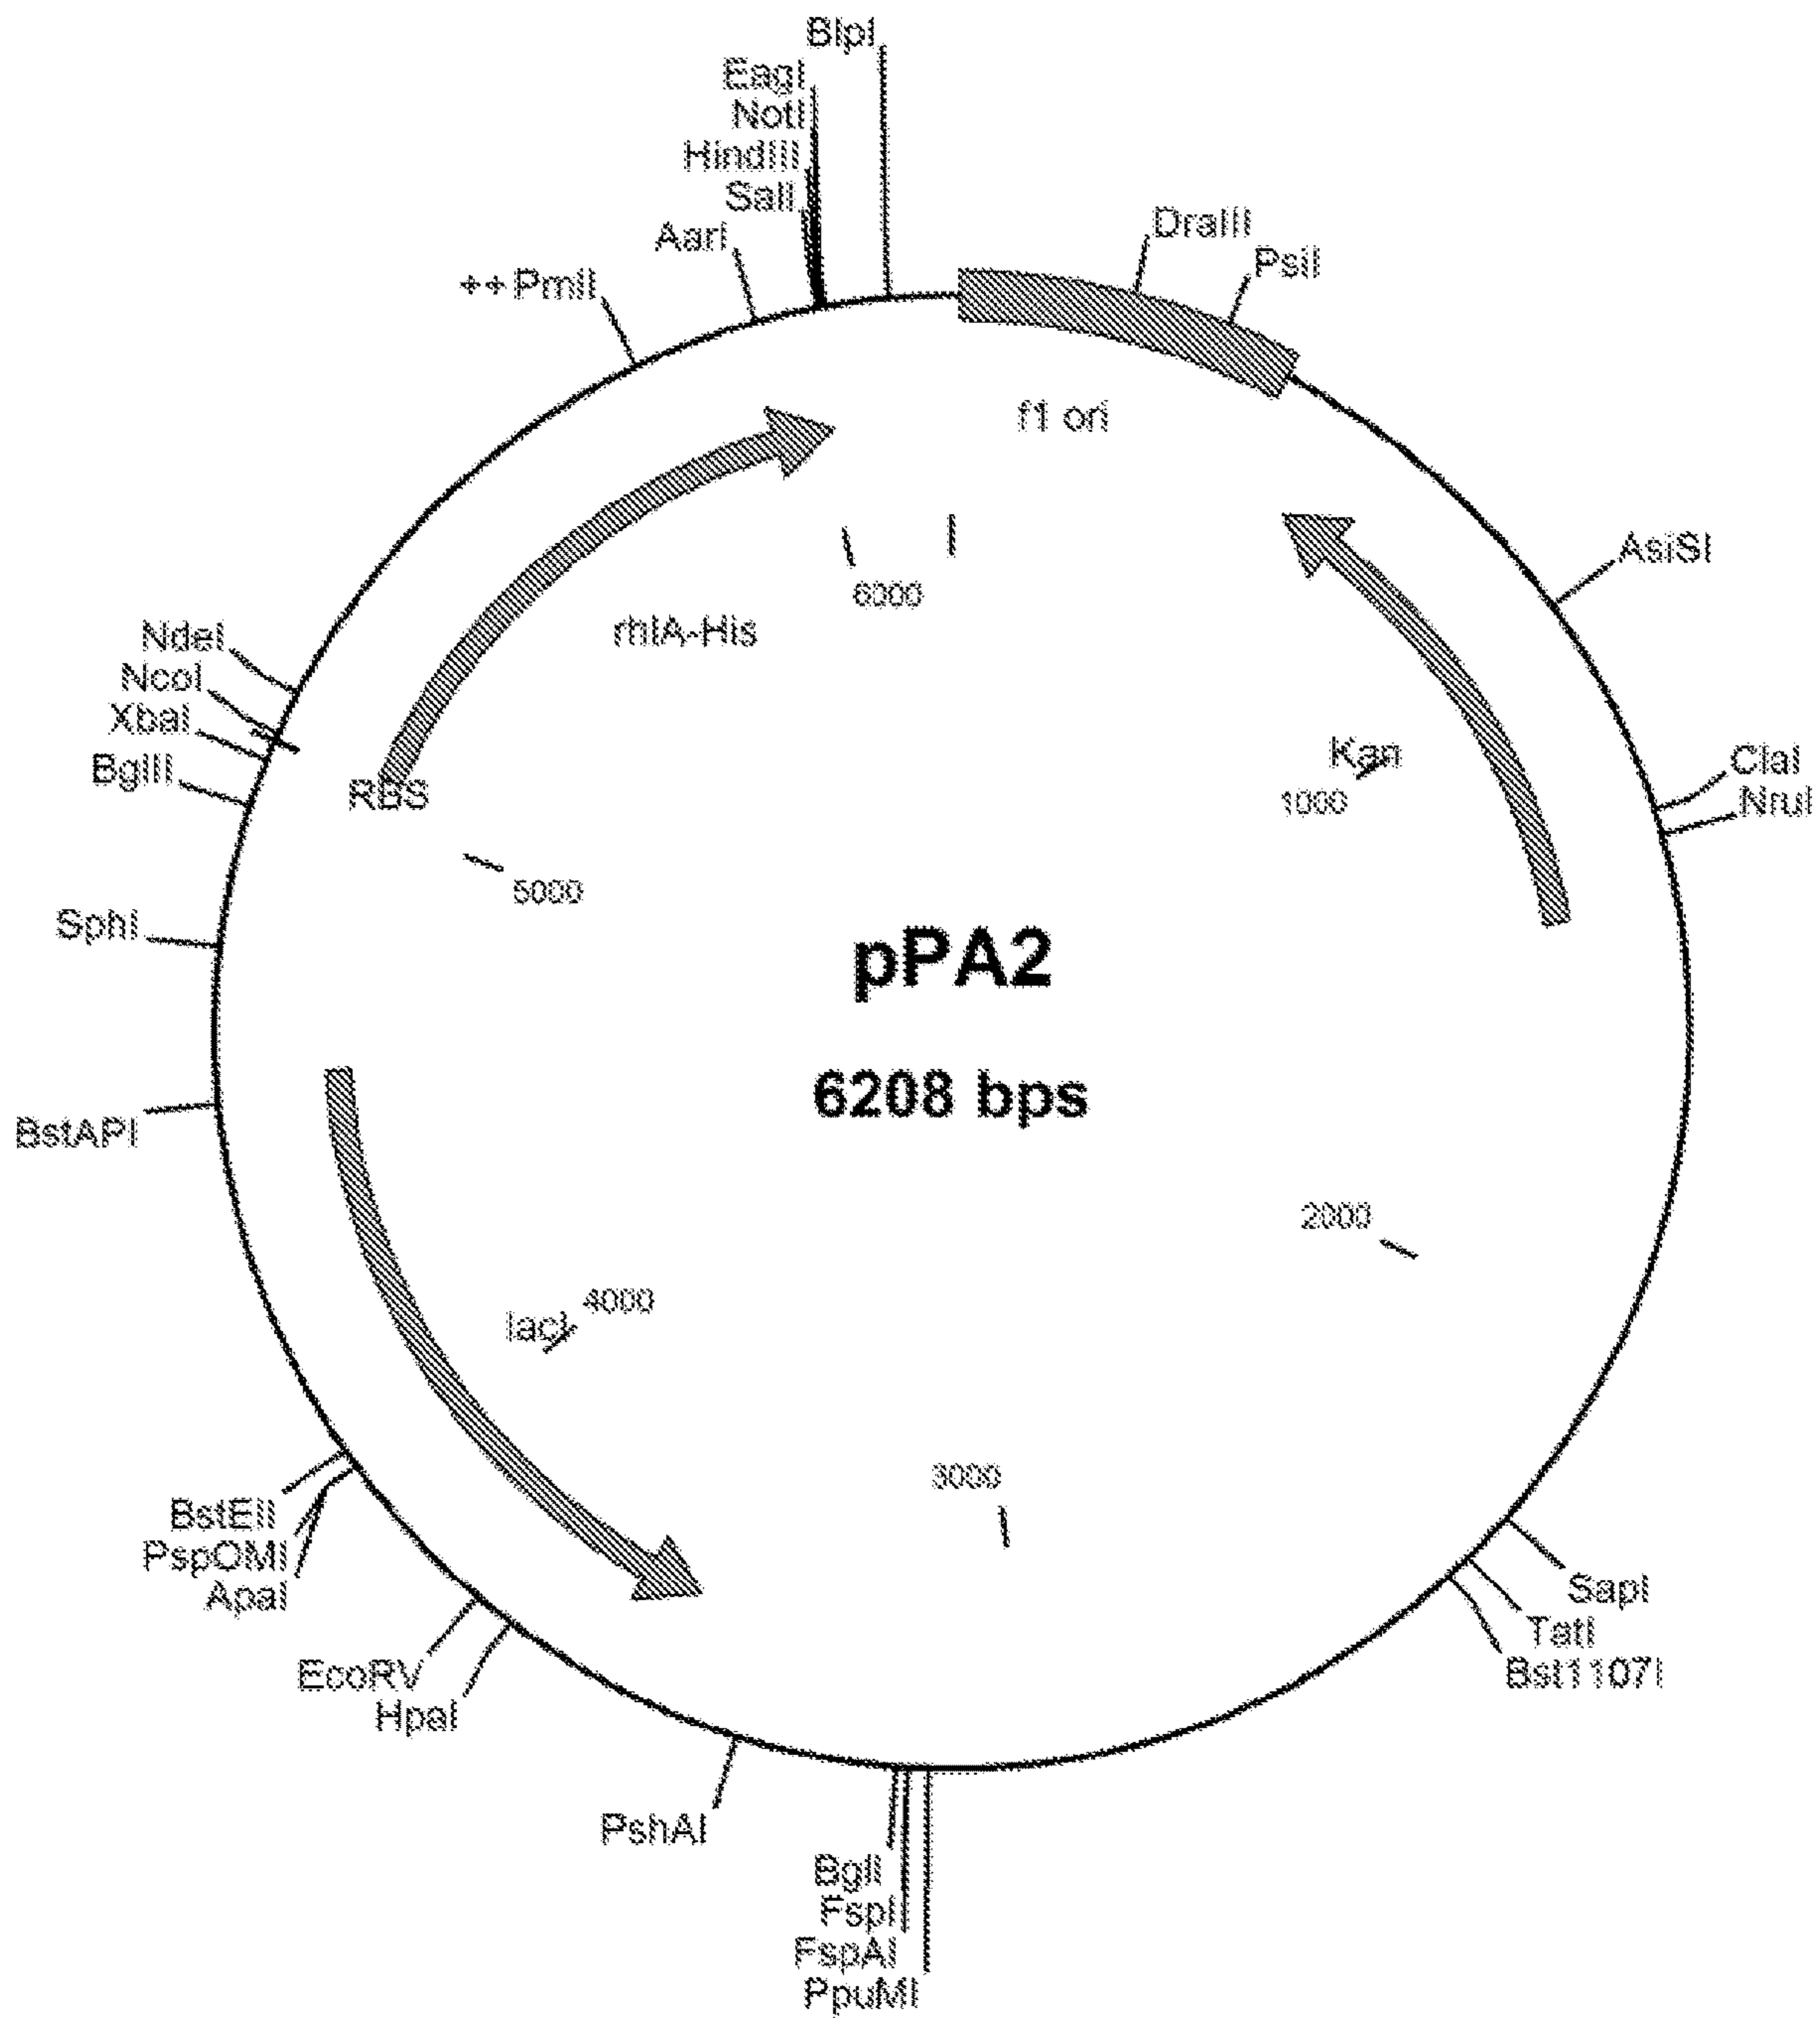 BlpI
EagI
NotI
HindIII
SalI
AarI
++ PmlI
DraIII
PsiI
f1 ori
AsiSI
6000
rhlA-His
NdeI
NcoI
XbaI
BglII
RBS
Kan
1000
ClaI
NruI
5000
SphI
pPA2
6208 bps
BstAPI
2000
lacI
4000
3000
BstEII
PspOMI
ApaI
EcoRV
HpaI
SapI
TatI
Bst1107I
PshAI
BglI
FspI
FspAI
PpuMI